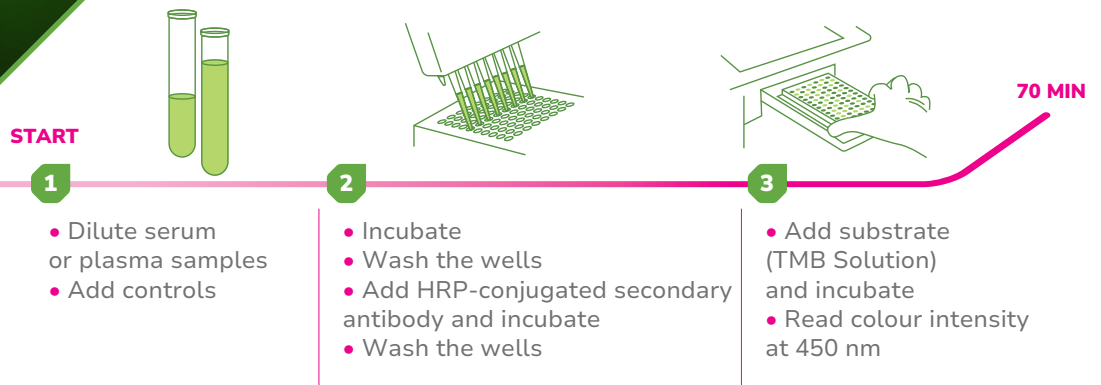 START
70 MIN
1
2
3
• Dilute serum
or plasma samples
• Add controls
• Incubate
• Wash the wells
• Add HRP-conjugated secondary
antibody and incubate
• Wash the wells
• Add substrate
(TMB Solution)
and incubate
• Read colour intensity
at 450 nm